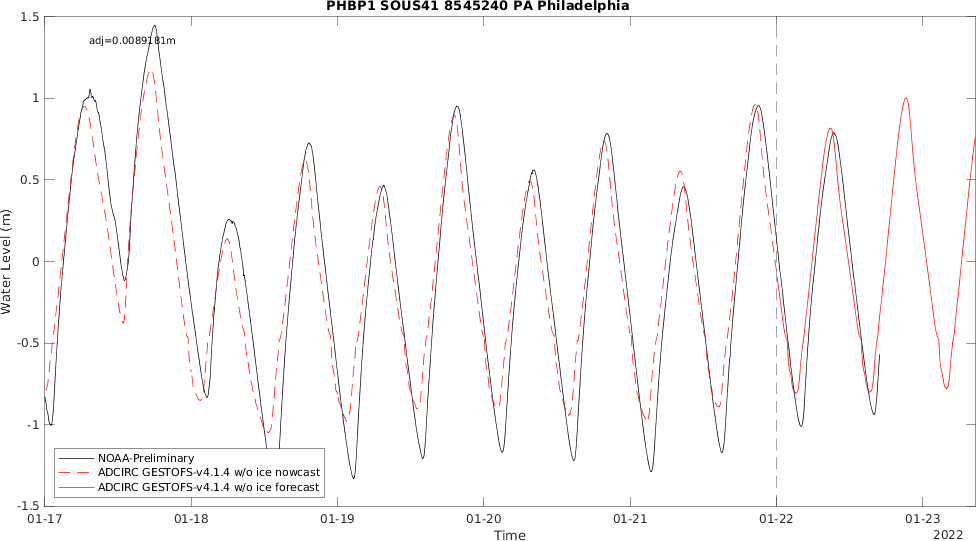 PHBP1 SOUS41 8545240 PA Philadelphia
1.5
adj=0.0089181m
1
0.5
0
-0.5
-1
-1.5
Water Level (m)
NOAA-Preliminary
ADCIRC GESTOFS-v4.1.4 w/o ice nowcast
ADCIRC GESTOFS-v4.1.4 w/o ice forecast
01-17 01-18 01-19 01-20 01-21 01-22 01-23
Time
2022